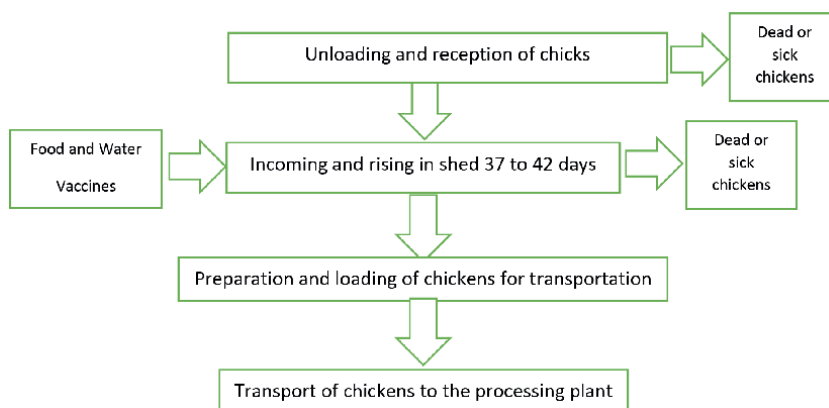 Unloading and reception of chicks
Dead or
sick
chickens
Food and Water
Vaccines
Incoming and rising in shed 37 to 42 days
Dead or
sick
chickens
Preparation and loading of chickens for transportation
Transport of chickens to the processing plant